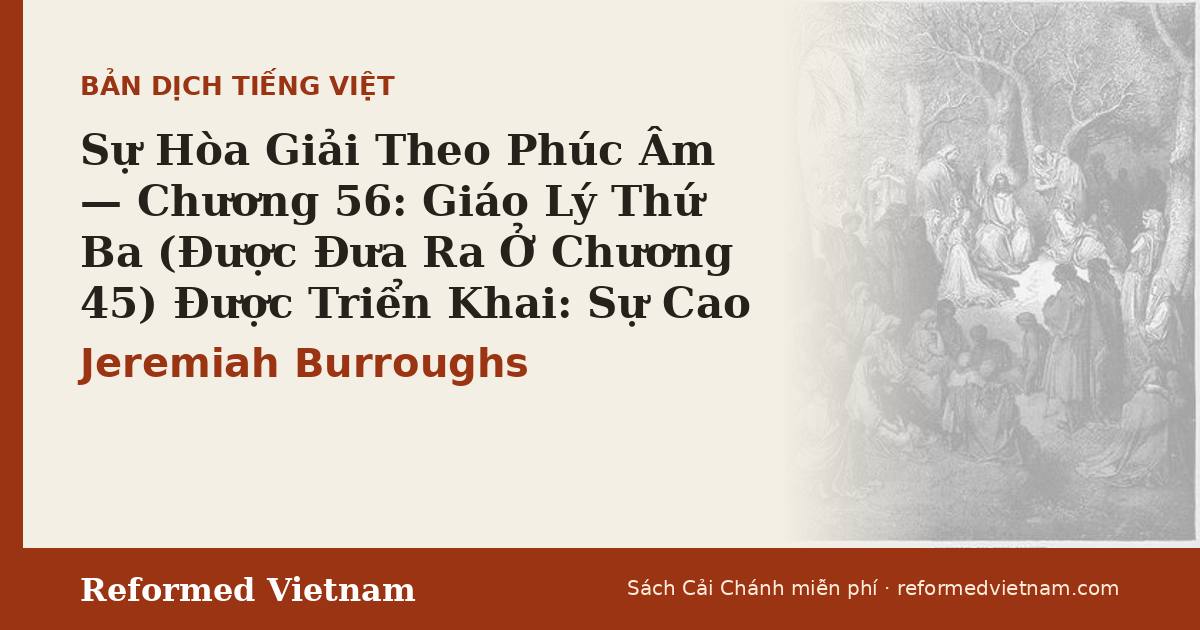 BẢN DỊCH TIẾNG VIỆT
Sự Hòa Giải Theo Phúc Âm
— Chương 56: Giáo Lý Thứ
Ba (Được Đưa Ra Ở Chương
45) Được Triển Khai: Sự Cao
Jeremiah Burroughs
Reformed Vietnam
Sách Cải Chánh miễn phí · reformedvietnam.com